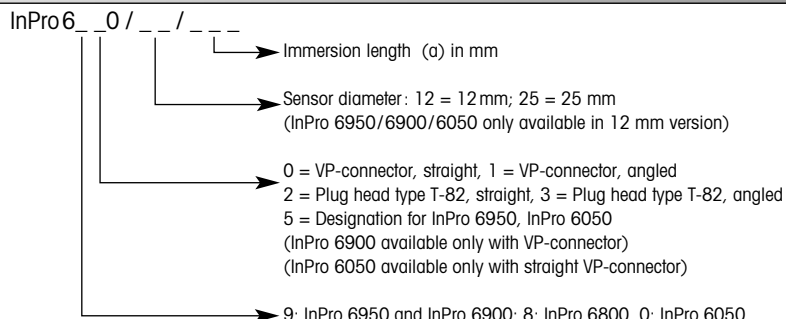 InPro 6_ _0 / _ _ / _ _ _
Immersion length (a) in mm
Sensor diameter: 12 = 12 mm; 25 = 25 mm
(InPro 6950/6900/6050 only available in 12 mm version)
0 = VP-connector, straight, 1 = VP-connector, angled
2 = Plug head type T-82, straight, 3 = Plug head type T-82, angled
5 = Designation for InPro 6950, InPro 6050
(InPro 6900 available only with VP-connector)
(InPro 6050 available only with straight VP-connector)
9: InPro 6950 and InPro 6900; 8: InPro 6800, 0: InPro 6050